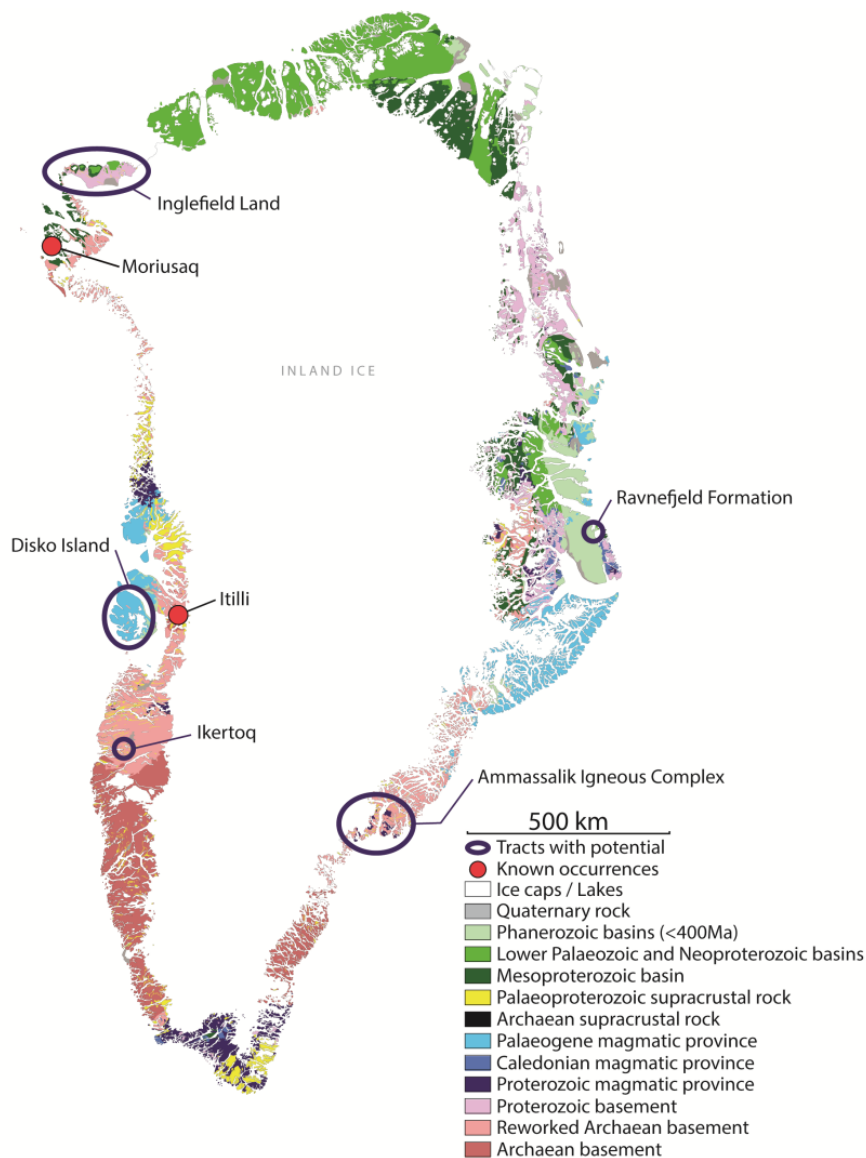 Inglefield Land
Moriusaq
INLAND ICE
Ravnefjeld Formation
Disko Island
Itilli
Ikertoq
Ammassalik Igneous Complex
500 km
Tracts with potential
Known occurrences
Ice caps / Lakes
Quaternary rock
Phanerozoic basins (<400Ma)
Lower Palaeozoic and Neoproterozoic basins
Mesoproterozoic basin
Palaeoproterozoic supracrustal rock
Archaean supracrustal rock
Palaeogene magmatic province
Caledonian magmatic province
Proterozoic magmatic province
Proterozoic basement
Reworked Archaean basement
Archaean basement